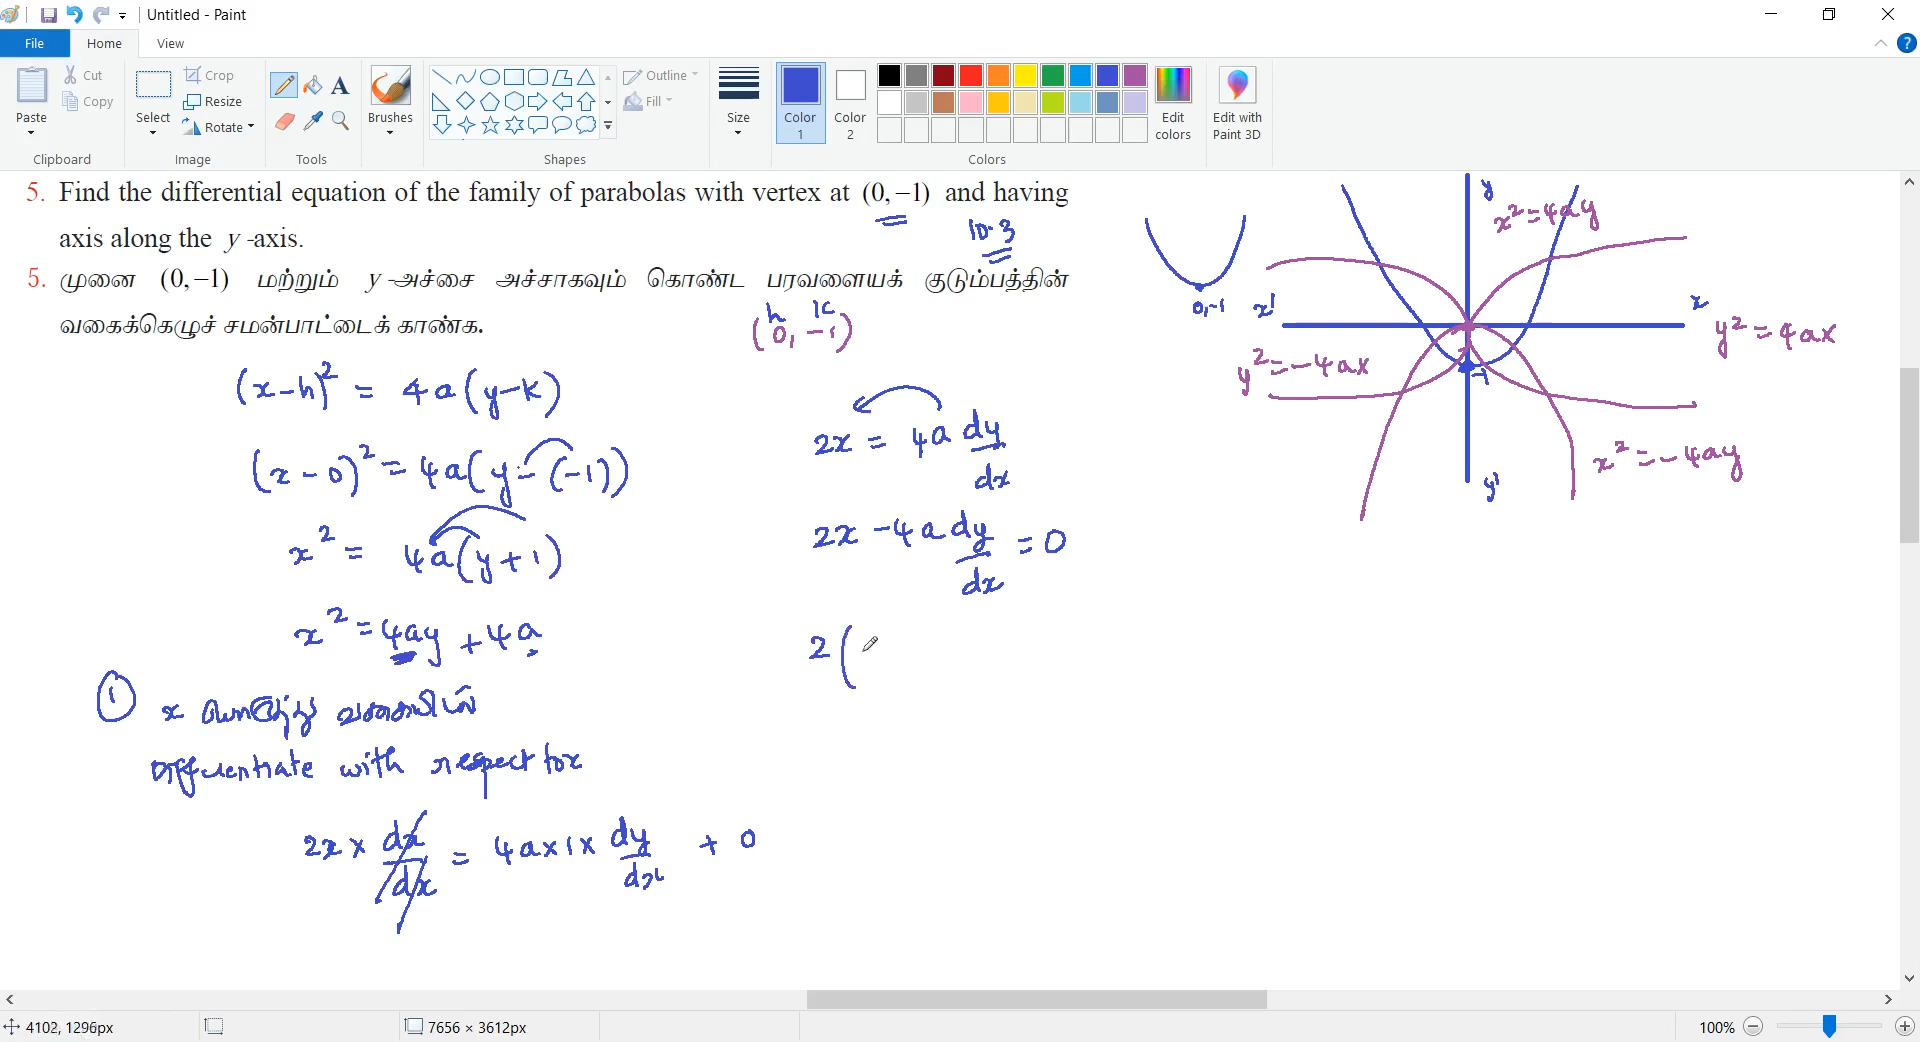 Untitled - Paint
File Home View
Paste Cut Copy Select Crop Resize Rotate Brushes Outline Fill Size Color 1 Color 2 Edit colors Edit with Paint 3D
Clipboard Image Tools Shapes Colors
5. Find the differential equation of the family of parabolas with vertex at (0, −1) and having
axis along the y -axis.
10.3
5. முனை (0, −1) மற்றும் y -அச்சை அச்சாகவும் கொண்ட பரவளையக் குடும்பத்தின்
வகைக்கெழுச் சமன்பாட்டைக் காண்க.
h k
(0, −1)
(x−h)² = 4a(y−k)
(x−0)² = 4a(y−(−1))
x² = 4a(y+1)
x² = 4ay + 4a
①
x பொறுத்து வகையிடல்
Differentiate with respect to x
2x × dx/dx = 4a×1× dy/dx + 0
2x = 4a dy/dx
2x − 4a dy/dx = 0
2(
0,−1
y
x² = 4ay
x'
x
y² = 4ax
y² = −4ax
−1
x² = −4ay
y'
4102, 1296px 7656 × 3612px 100%